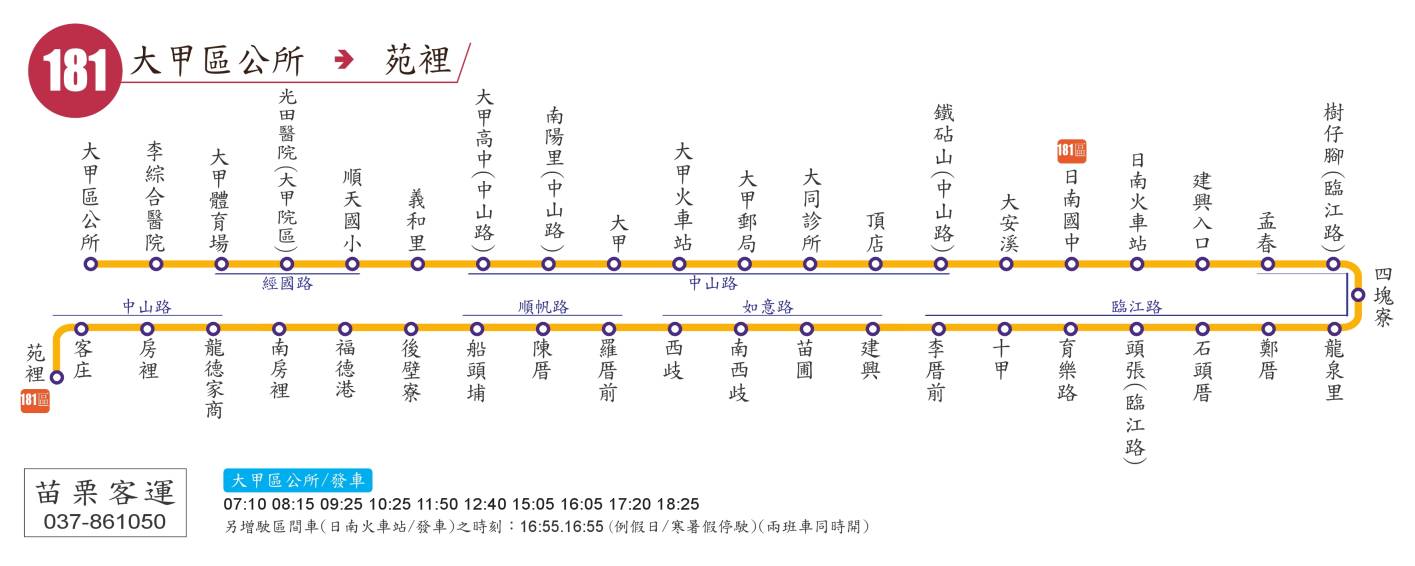 181 大甲區公所 → 苑裡
大甲區公所
李綜合醫院
大甲體育場
光田醫院(大甲院區)
順天國小
義和里
大甲高中(中山路)
南陽里(中山路)
大甲
大甲火車站
大甲郵局
大同診所
頂店
鐵砧山(中山路)
大安溪
181區
日南國中
日南火車站
建興入口
孟春
樹仔腳(臨江路)
四塊寮
經國路
中山路
中山路
順帆路
如意路
臨江路
苑裡
181區
客庄
房裡
龍德家商
南房裡
福德港
後壁寮
船頭埔
陳厝
羅厝前
西歧
南西歧
苗圃
建興
李厝前
十甲
育樂路
頭張(臨江路)
石頭厝
鄭厝
龍泉里
苗栗客運
037-861050
大甲區公所/發車
07:10 08:15 09:25 10:25 11:50 12:40 15:05 16:05 17:20 18:25
另增駛區間車(日南火車站/發車)之時刻：16:55.16:55 (例假日/寒暑假停駛)(兩班車同時開)